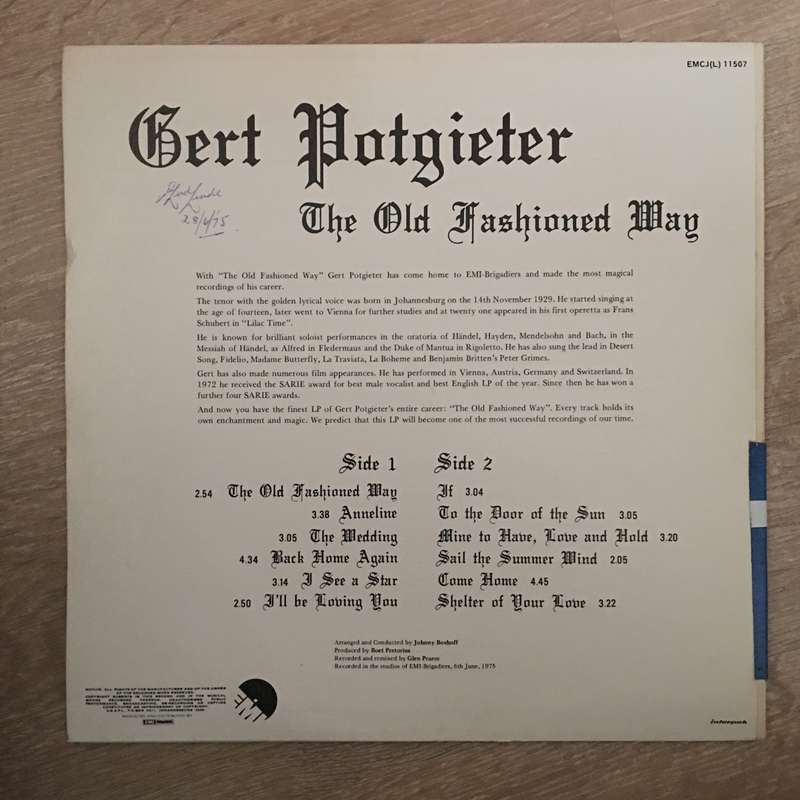 EMCJ(L) 11507
Gert Potgieter
28/6/75
The Old Fashioned Way
With "The Old Fashioned Way" Gert Potgieter has come home to EMI-Brigadiers and made the most magical
recordings of his career.
The tenor with the golden lyrical voice was born in Johannesburg on the 14th November 1929. He started singing at
the age of fourteen, later went to Vienna for further studies and at twenty one appeared in his first operetta as Frans
Schubert in "Lilac Time".
He is known for brilliant soloist performances in the oratoria of Händel, Hayden, Mendelsohn and Bach, in the
Messiah of Händel, as Alfred in Fledermaus and the Duke of Mantua in Rigoletto. He has also sung the lead in Desert
Song, Fidelio, Madame Butterfly, La Traviata, La Boheme and Benjamin Britten's Peter Grimes.
Gert has also made numerous film appearances. He has performed in Vienna, Austria, Germany and Switzerland. In
1972 he received the SARIE award for best male vocalist and best English LP of the year. Since then he has won a
further four SARIE awards.
And now you have the finest LP of Gert Potgieter's entire career: "The Old Fashioned Way". Every track holds its
own enchantment and magic. We predict that this LP will become one of the most successful recordings of our time.
Side 1
2.54 The Old Fashioned Way
3.38 Anneline
3.05 The Wedding
4.34 Back Home Again
3.14 I See a Star
2.50 I'll be Loving You
Side 2
If 3.04
To the Door of the Sun 3.05
Mine to Have, Love and Hold 3.20
Sail the Summer Wind 2.05
Come Home 4.45
Shelter of Your Love 3.22
Arranged and Conducted by Johnny Boshoff
Produced by Boet Pretorius
Recorded and remixed by Glen Pearce
Recorded in the studios of EMI-Brigadiers, 6th June, 1975
EMI
interpak